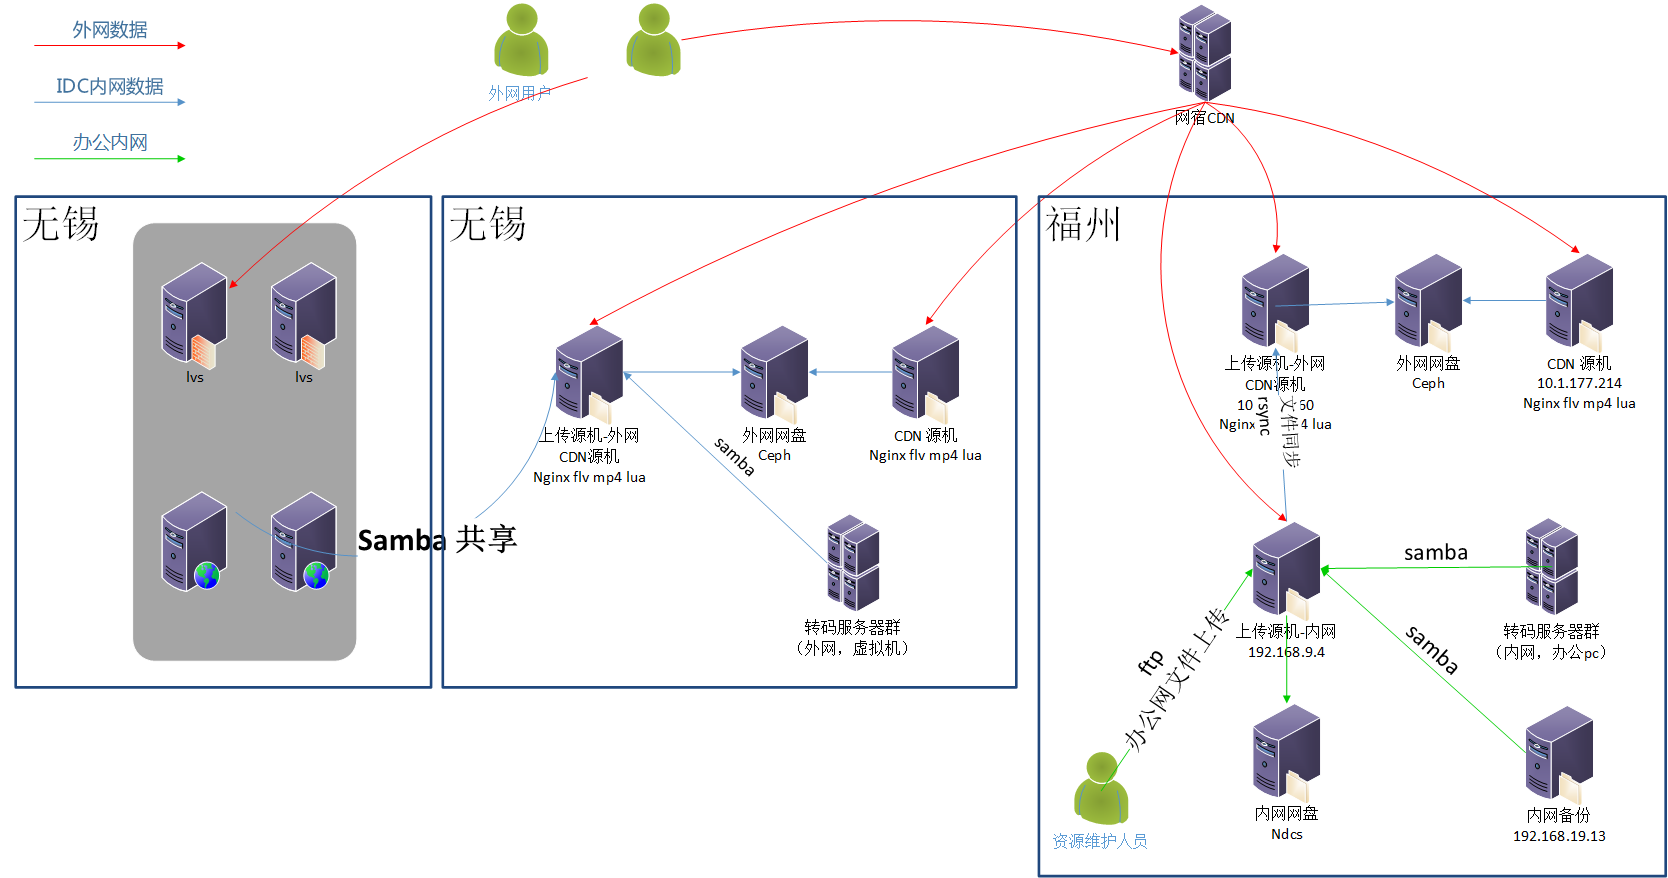 外网数据
IDC内网数据
办公内网
外网用户
网宿CDN
无锡
lvs
lvs
Samba 共享
无锡
上传源机-外网
CDN源机
Nginx flv mp4 lua
外网网盘
Ceph
CDN 源机
Nginx flv mp4 lua
samba
转码服务器群
（外网，虚拟机）
福州
上传源机-外网
CDN源机
10
60
Nginx
4 lua
rsync
文件同步
外网网盘
Ceph
CDN 源机
10.1.177.214
Nginx flv mp4 lua
上传源机-内网
192.168.9.4
samba
转码服务器群
（内网，办公pc）
samba
ftp
办公网文件上传
资源维护人员
内网网盘
Ndcs
内网备份
192.168.19.13